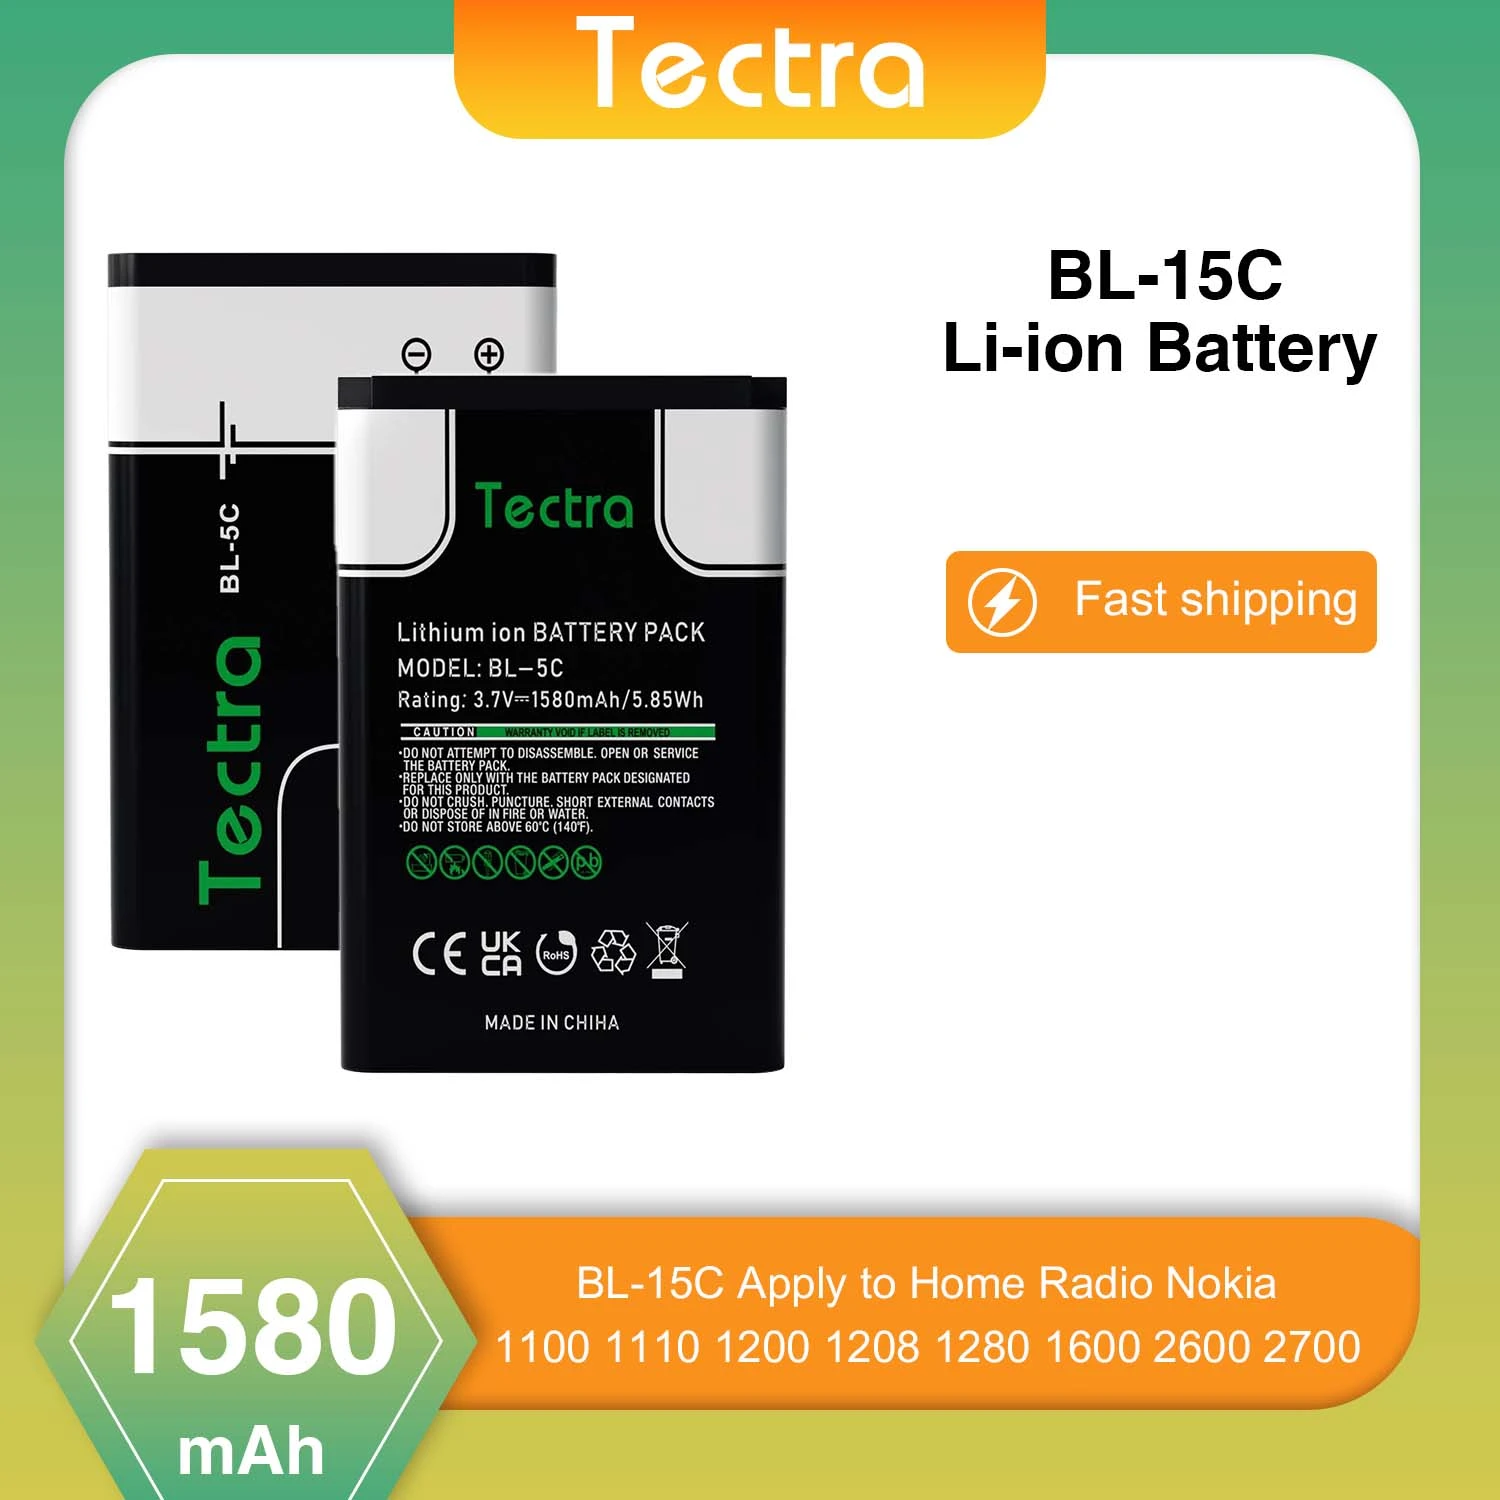 Tectra
BL-15C
Li-ion Battery
Fast shipping
BL-5C
Tectra
Tectra
Lithium ion BATTERY PACK
MODEL: BL-5C
Rating: 3.7V⎓1580mAh/5.85Wh
CAUTION WARRANTY VOID IF LABEL IS REMOVED
•DO NOT ATTEMPT TO DISASSEMBLE. OPEN OR SERVICE
THE BATTERY PACK.
•REPLACE ONLY WITH THE BATTERY PACK DESIGNATED
FOR THIS PRODUCT.
•DO NOT CRUSH. PUNCTURE. SHORT EXTERNAL CONTACTS
OR DISPOSE OF IN FIRE OR WATER.
•DO NOT STORE ABOVE 60°C (140°F).
pb
CE UK CA RoHS
MADE IN CHIHA
1580
mAh
BL-15C Apply to Home Radio Nokia
1100 1110 1200 1208 1280 1600 2600 2700